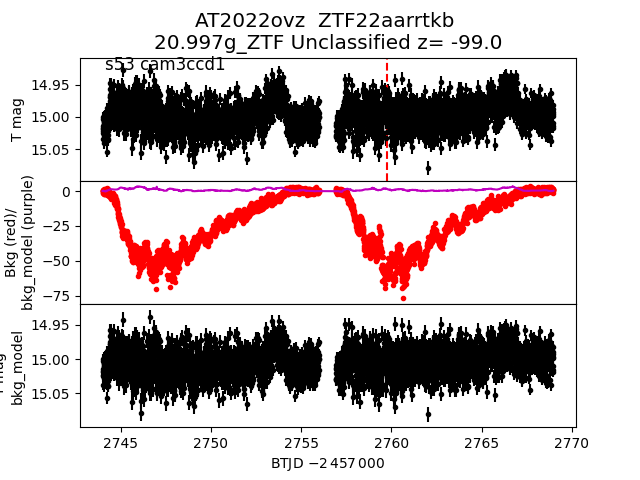 AT2022ovz  ZTF22aarrtkb
20.997g_ZTF Unclassified z= -99.0
s53 cam3ccd1
14.95
15.00
15.05
T mag
0
−25
−50
−75
Bkg (red)/
bkg_model (purple)
14.95
15.00
15.05
bkg_model
2745
2750
2755
2760
2765
2770
BTJD −2 457 000